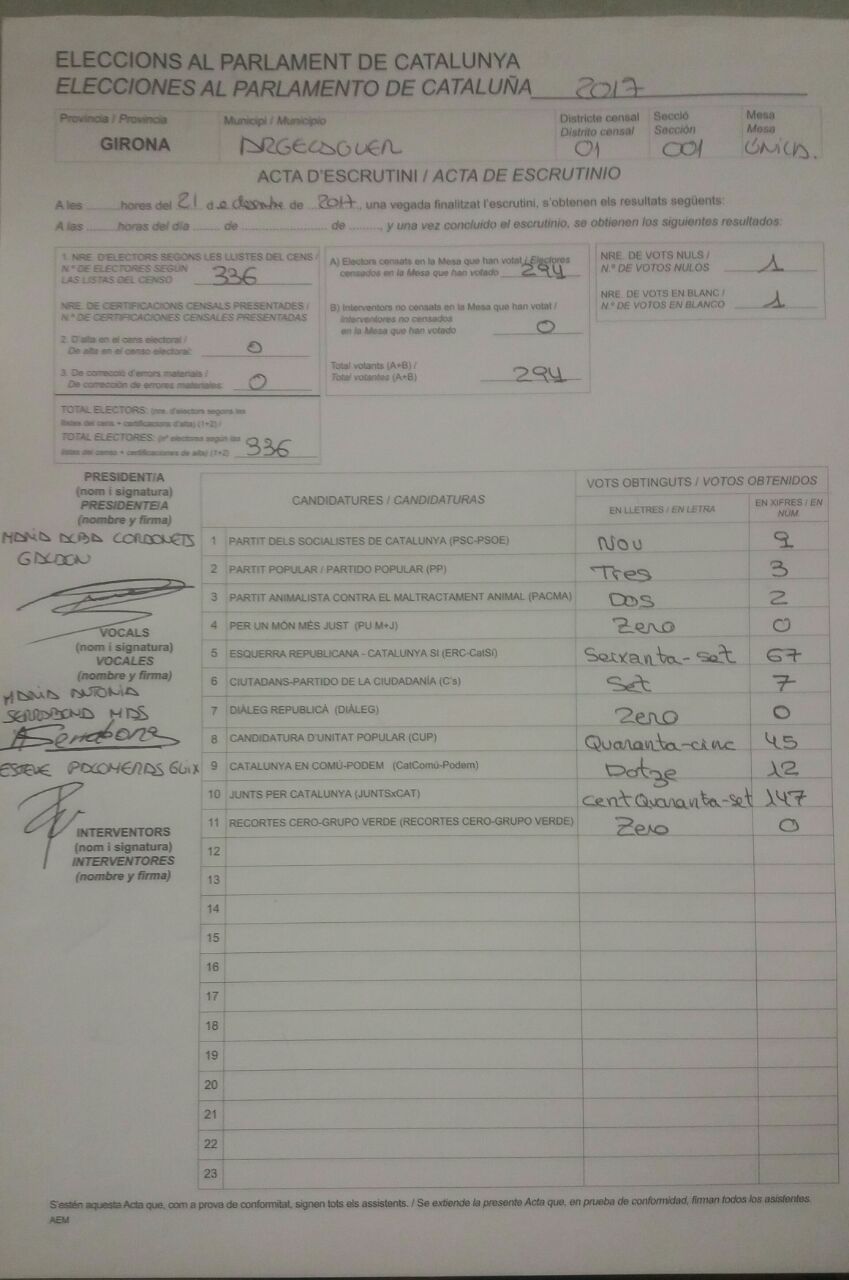 ELECCIONS AL PARLAMENT DE CATALUNYA
ELECCIONES AL PARLAMENTO DE CATALUÑA 2017
Provincia / Provincia
GIRONA
Municipi / Municipio
ARGELAGUER
Districte censal
Distrito censal
01
Secció
Sección
001
Mesa
Mesa
ÚNICA.
ACTA D'ESCRUTINI / ACTA DE ESCRUTINIO
A les ........hores del 21 de desembre de 2017, una vegada finalitzat l'escrutini, s'obtenen els resultats següents:
A las ........horas del día ........ de ........................ de ........, y una vez concluido el escrutinio, se obtienen los siguientes resultados:
1. NRE. D'ELECTORS SEGONS LES LLISTES DEL CENS /
N.º DE ELECTORES SEGÚN
LAS LISTAS DEL CENSO 336
NRE. DE CERTIFICACIONS CENSALS PRESENTADES /
N.º DE CERTIFICACIONES CENSALES PRESENTADAS
2. D'alta en el cens electoral /
De alta en el censo electoral: 0
3. De correcció d'errors materials /
De corrección de errores materiales: 0
TOTAL ELECTORS: (nre. d'electors segons les
llistes del cens + certificacions d'alta) (1+2) /
TOTAL ELECTORES: (nº electores según las
listas del censo + certificaciones de alta) (1+2) 336
A) Electors censats en la Mesa que han votat / Electores
censados en la Mesa que han votado 294
B) Interventors no censats en la Mesa que han votat /
Interventores no censados
en la Mesa que han votado 0
Total votants (A+B) /
Total votantes (A+B) 294
NRE. DE VOTS NULS /
N.º DE VOTOS NULOS 1
NRE. DE VOTS EN BLANC /
N.º DE VOTOS EN BLANCO 1
PRESIDENT/A
(nom i signatura)
PRESIDENTE/A
(nombre y firma)
MARIA ALBA CORDONETS
GALDON
VOCALS
(nom i signatura)
VOCALES
(nombre y firma)
MARIA ANTONIA
SERRABONA MAS
Serrabona
ESTEVE PALOMERAS GUIX
INTERVENTORS
(nom i signatura)
INTERVENTORES
(nombre y firma)
CANDIDATURES / CANDIDATURAS
VOTS OBTINGUTS / VOTOS OBTENIDOS
EN LLETRES / EN LETRA
EN XIFRES / EN
NÚM.
1 PARTIT DELS SOCIALISTES DE CATALUNYA (PSC-PSOE) Nou 9
2 PARTIT POPULAR / PARTIDO POPULAR (PP) Tres 3
3 PARTIT ANIMALISTA CONTRA EL MALTRACTAMENT ANIMAL (PACMA) Dos 2
4 PER UN MÓN MÉS JUST (PU M+J) Zero 0
5 ESQUERRA REPUBLICANA - CATALUNYA SI (ERC-CatSí) Seixanta-set 67
6 CIUTADANS-PARTIDO DE LA CIUDADANÍA (C's) Set 7
7 DIÀLEG REPUBLICÀ (DIÀLEG) Zero 0
8 CANDIDATURA D'UNITAT POPULAR (CUP) Quaranta-cinc 45
9 CATALUNYA EN COMÚ-PODEM (CatComú-Podem) Dotze 12
10 JUNTS PER CATALUNYA (JUNTSxCAT) cent Quaranta-set 147
11 RECORTES CERO-GRUPO VERDE (RECORTES CERO-GRUPO VERDE) Zero 0
12
13
14
15
16
17
18
19
20
21
22
23
S'estén aquesta Acta que, com a prova de conformitat, signen tots els assistents. / Se extiende la presente Acta que, en prueba de conformidad, firman todos los asistentes.
AEM